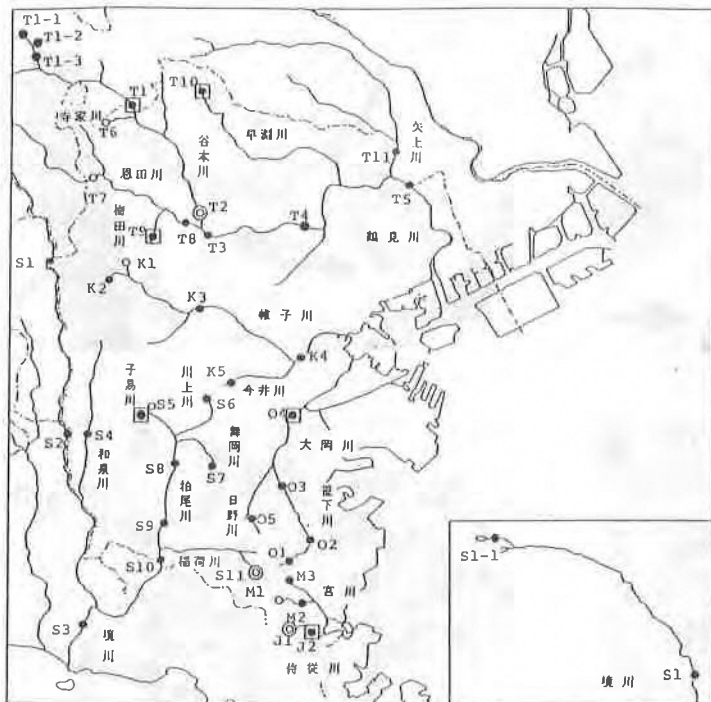 T1-1
T1-2
T1-3
T1
T10
寺家川
T6
谷本川
早淵川
矢上川
T11
恩田川
T7
T5
T2
T9
T8
T3
T4
鶴見川
S1
K1
K2
K3
帷子川
K4
子易川
川上川
K5
今井川
S5
S6
O4
大岡川
S2
S4
和泉川
舞岡川
S7
S8
柏尾川
日野川
O3
O5
S9
O2
S10
稲荷川
O1
S11
M1
M3
宮川
M2
J1
J2
侍従川
S3
境川
S1-1
S1
境川